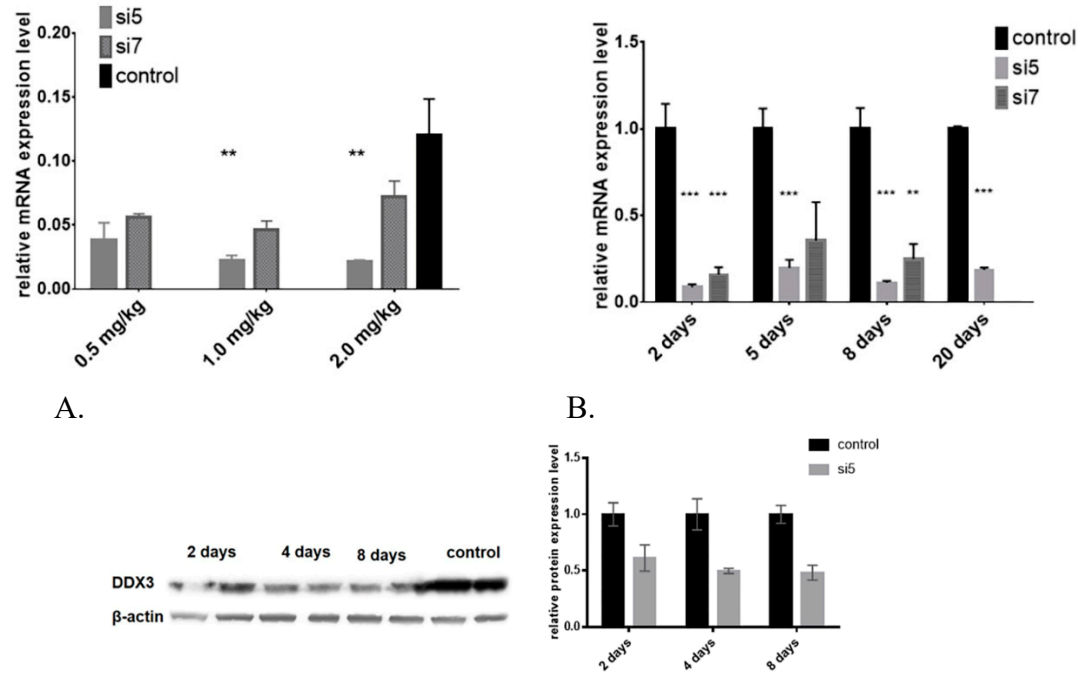 si5
si7
control
relative mRNA expression level
0.20
0.15
0.10
0.05
0.00
**
**
0.5 mg/kg
1.0 mg/kg
2.0 mg/kg
A.
control
si5
si7
relative mRNA expression level
1.5
1.0
0.5
0.0
*** ***
***
*** **
***
2 days
5 days
8 days
20 days
B.
2 days 4 days 8 days control
DDX3
β-actin
control
si5
relative protein expression level
1.5
1.0
0.5
0.0
2 days
4 days
8 days